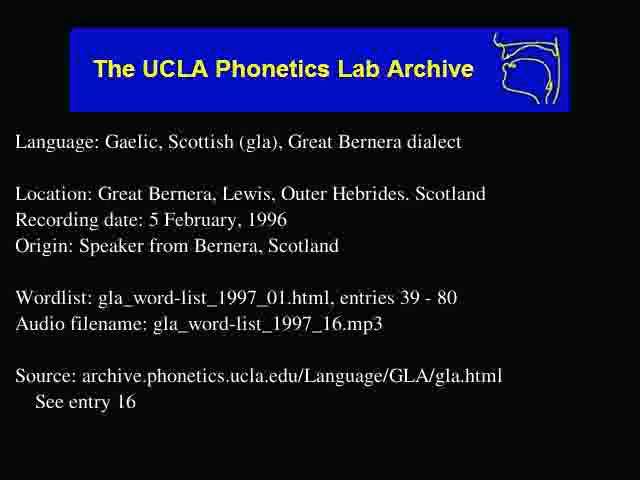 The UCLA Phonetics Lab Archive
Language: Gaelic, Scottish (gla), Great Bernera dialect
Location: Great Bernera, Lewis, Outer Hebrides. Scotland
Recording date: 5 February, 1996
Origin: Speaker from Bernera, Scotland
Wordlist: gla_word-list_1997_01.html, entries 39 - 80
Audio filename: gla_word-list_1997_16.mp3
Source: archive.phonetics.ucla.edu/Language/GLA/gla.html
See entry 16